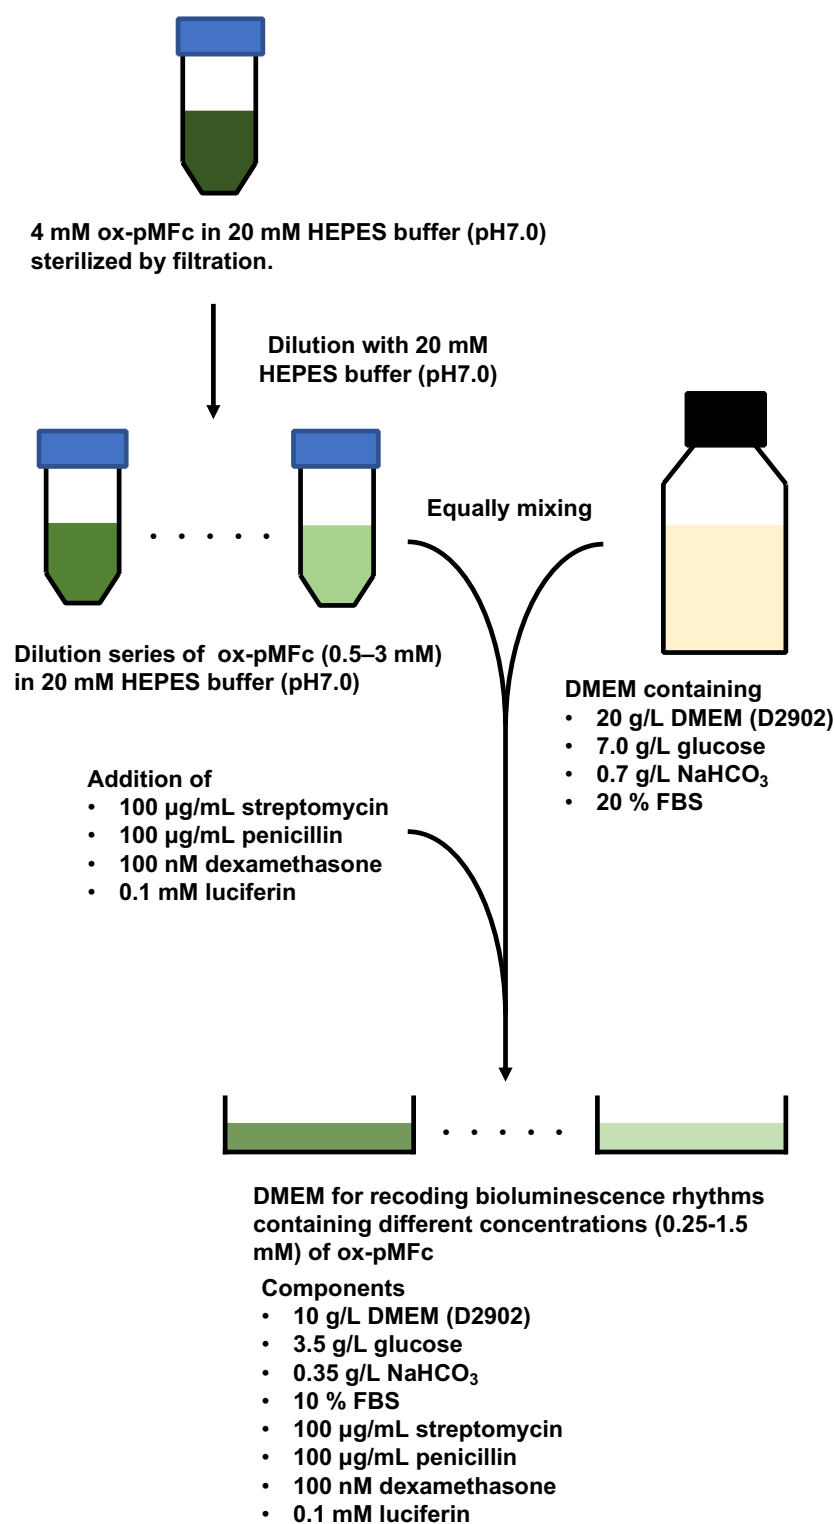 4 mM ox-pMFc in 20 mM HEPES buffer (pH7.0)
sterilized by filtration.
Dilution with 20 mM
HEPES buffer (pH7.0)
Equally mixing
Dilution series of  ox-pMFc (0.5–3 mM)
in 20 mM HEPES buffer (pH7.0)
DMEM containing
• 20 g/L DMEM (D2902)
• 7.0 g/L glucose
• 0.7 g/L NaHCO₃
• 20 % FBS
Addition of
• 100 µg/mL streptomycin
• 100 µg/mL penicillin
• 100 nM dexamethasone
• 0.1 mM luciferin
DMEM for recoding bioluminescence rhythms
containing different concentrations (0.25-1.5
mM) of ox-pMFc
Components
• 10 g/L DMEM (D2902)
• 3.5 g/L glucose
• 0.35 g/L NaHCO₃
• 10 % FBS
• 100 µg/mL streptomycin
• 100 µg/mL penicillin
• 100 nM dexamethasone
• 0.1 mM luciferin